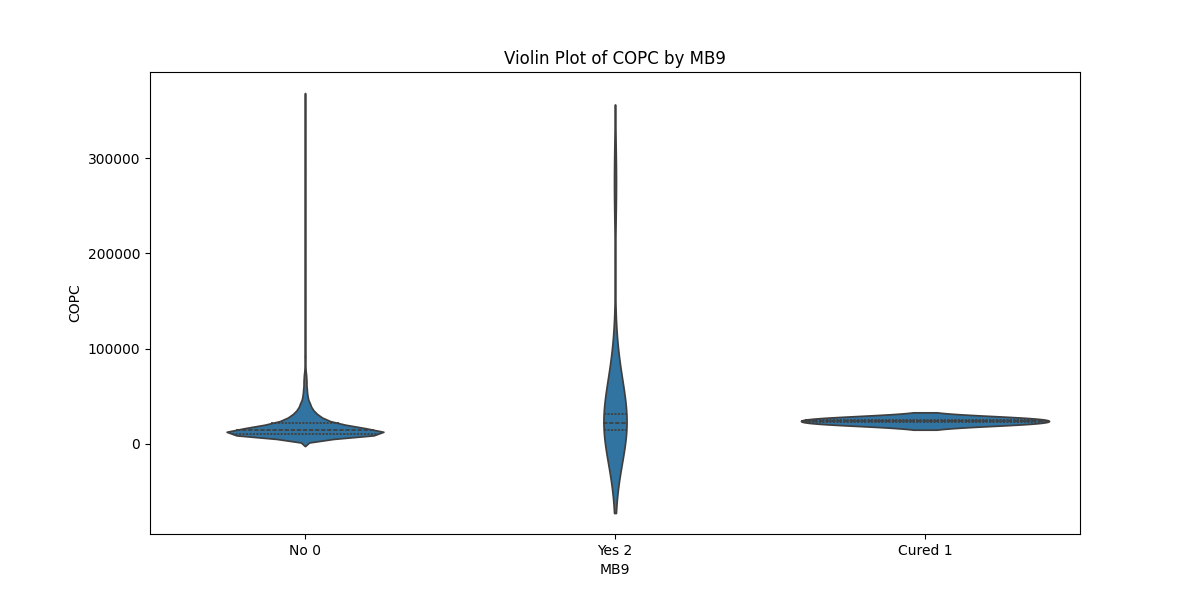 Violin Plot of COPC by MB9
300000
200000
100000
0
COPC
No 0
Yes 2
Cured 1
MB9